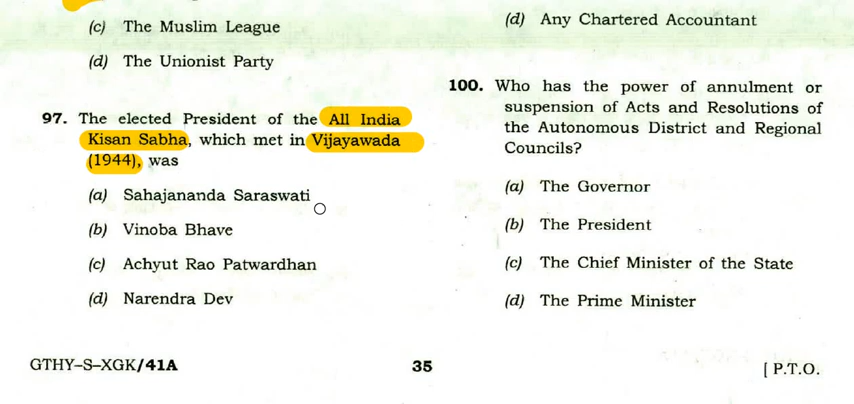 (c) The Muslim League
(d) The Unionist Party
97. The elected President of the All India
Kisan Sabha, which met in Vijayawada
(1944), was
(a) Sahajananda Saraswati
(b) Vinoba Bhave
(c) Achyut Rao Patwardhan
(d) Narendra Dev
(d) Any Chartered Accountant
100. Who has the power of annulment or
suspension of Acts and Resolutions of
the Autonomous District and Regional
Councils?
(a) The Governor
(b) The President
(c) The Chief Minister of the State
(d) The Prime Minister
GTHY–S–XGK/41A
35
[ P.T.O.